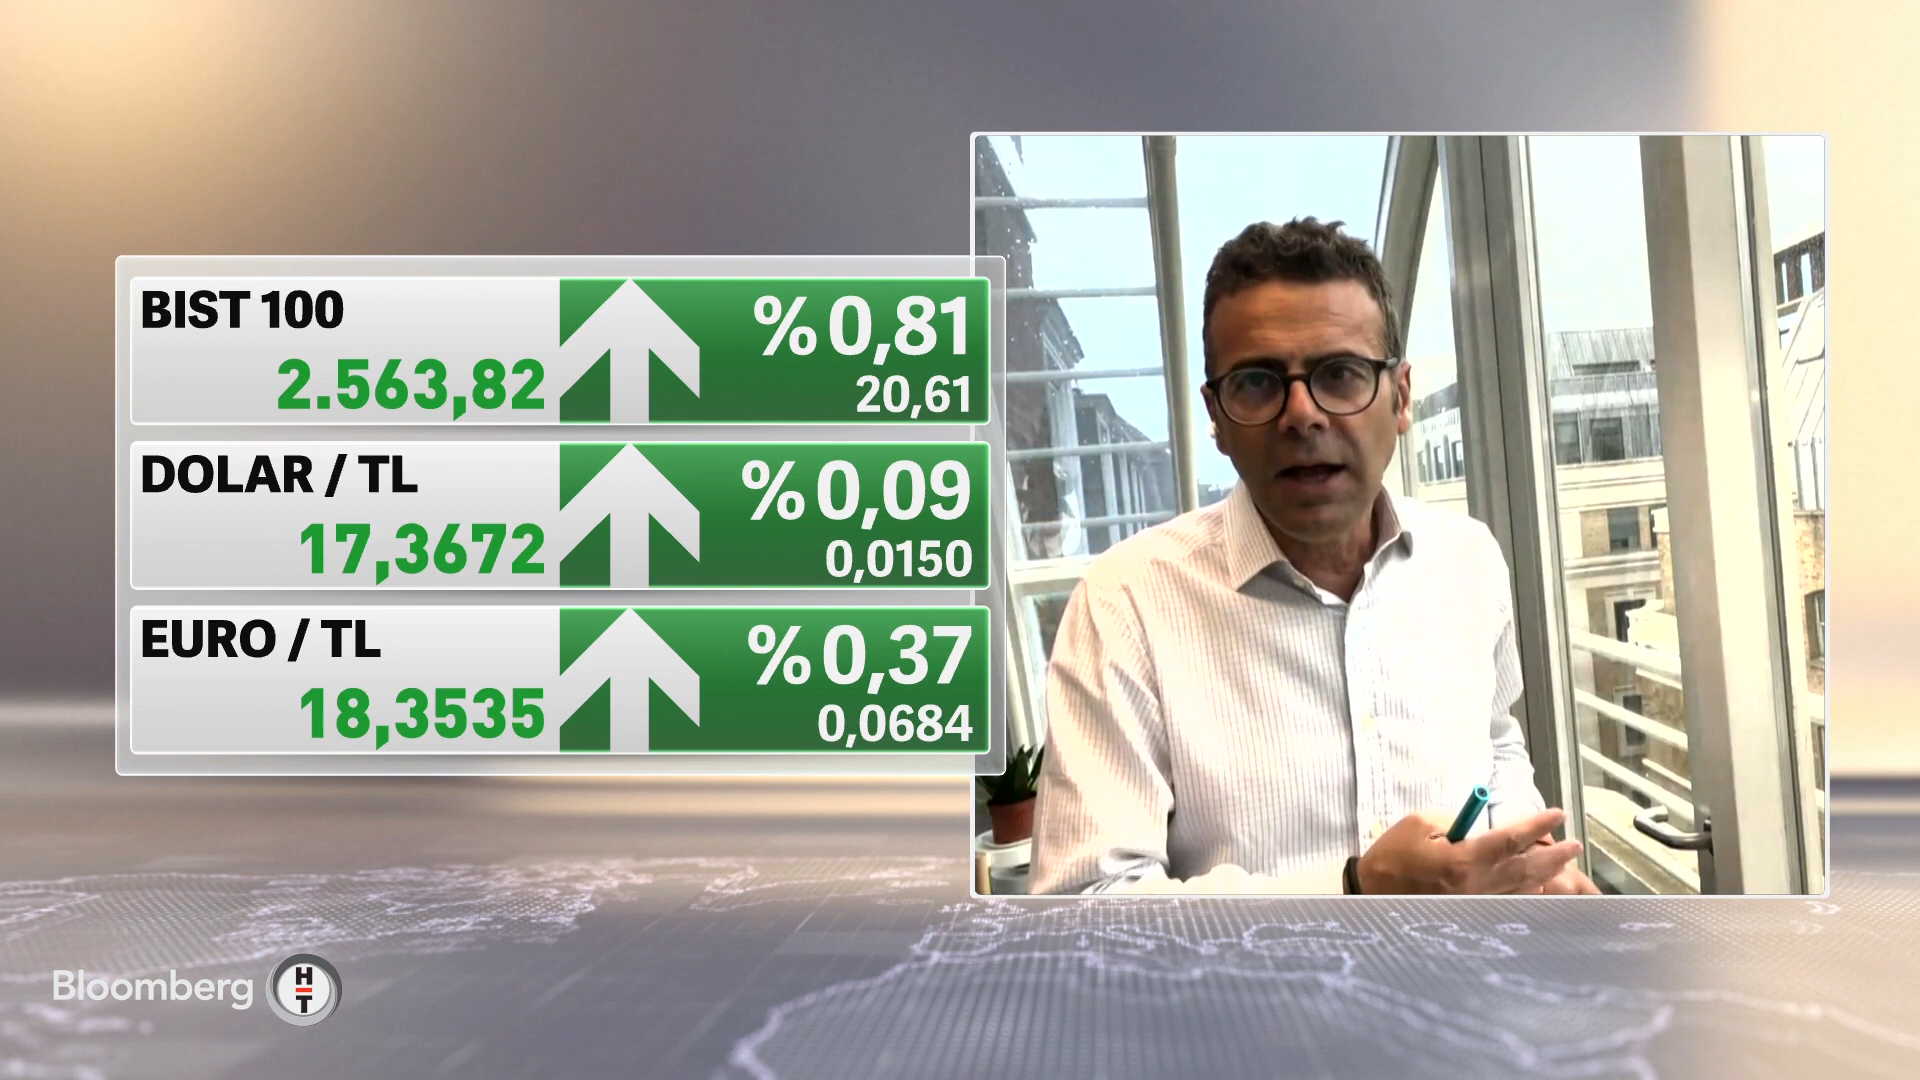 BIST 100
2.563,82
%0,81
20,61
DOLAR / TL
17,3672
%0,09
0,0150
EURO / TL
18,3535
%0,37
0,0684
Bloomberg HT